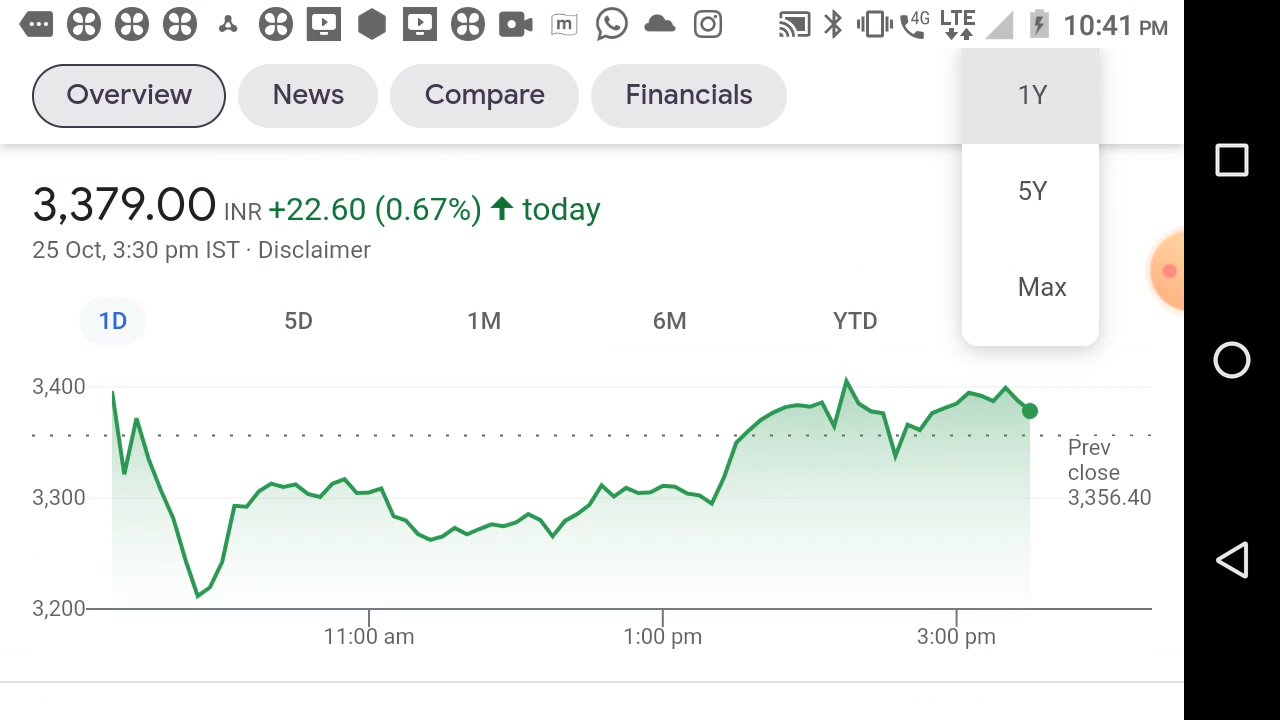 4G LTE 10:41 PM
Overview News Compare Financials 1Y
5Y
Max
3,379.00 INR +22.60 (0.67%) ↑ today
25 Oct, 3:30 pm IST · Disclaimer
1D 5D 1M 6M YTD
3,400
Prev
close
3,300 3,356.40
3,200
11:00 am 1:00 pm 3:00 pm